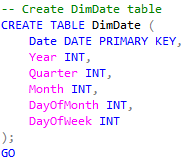 -- Create DimDate table
CREATE TABLE DimDate (
    Date DATE PRIMARY KEY,
    Year INT,
    Quarter INT,
    Month INT,
    DayOfMonth INT,
    DayOfWeek INT
);
GO